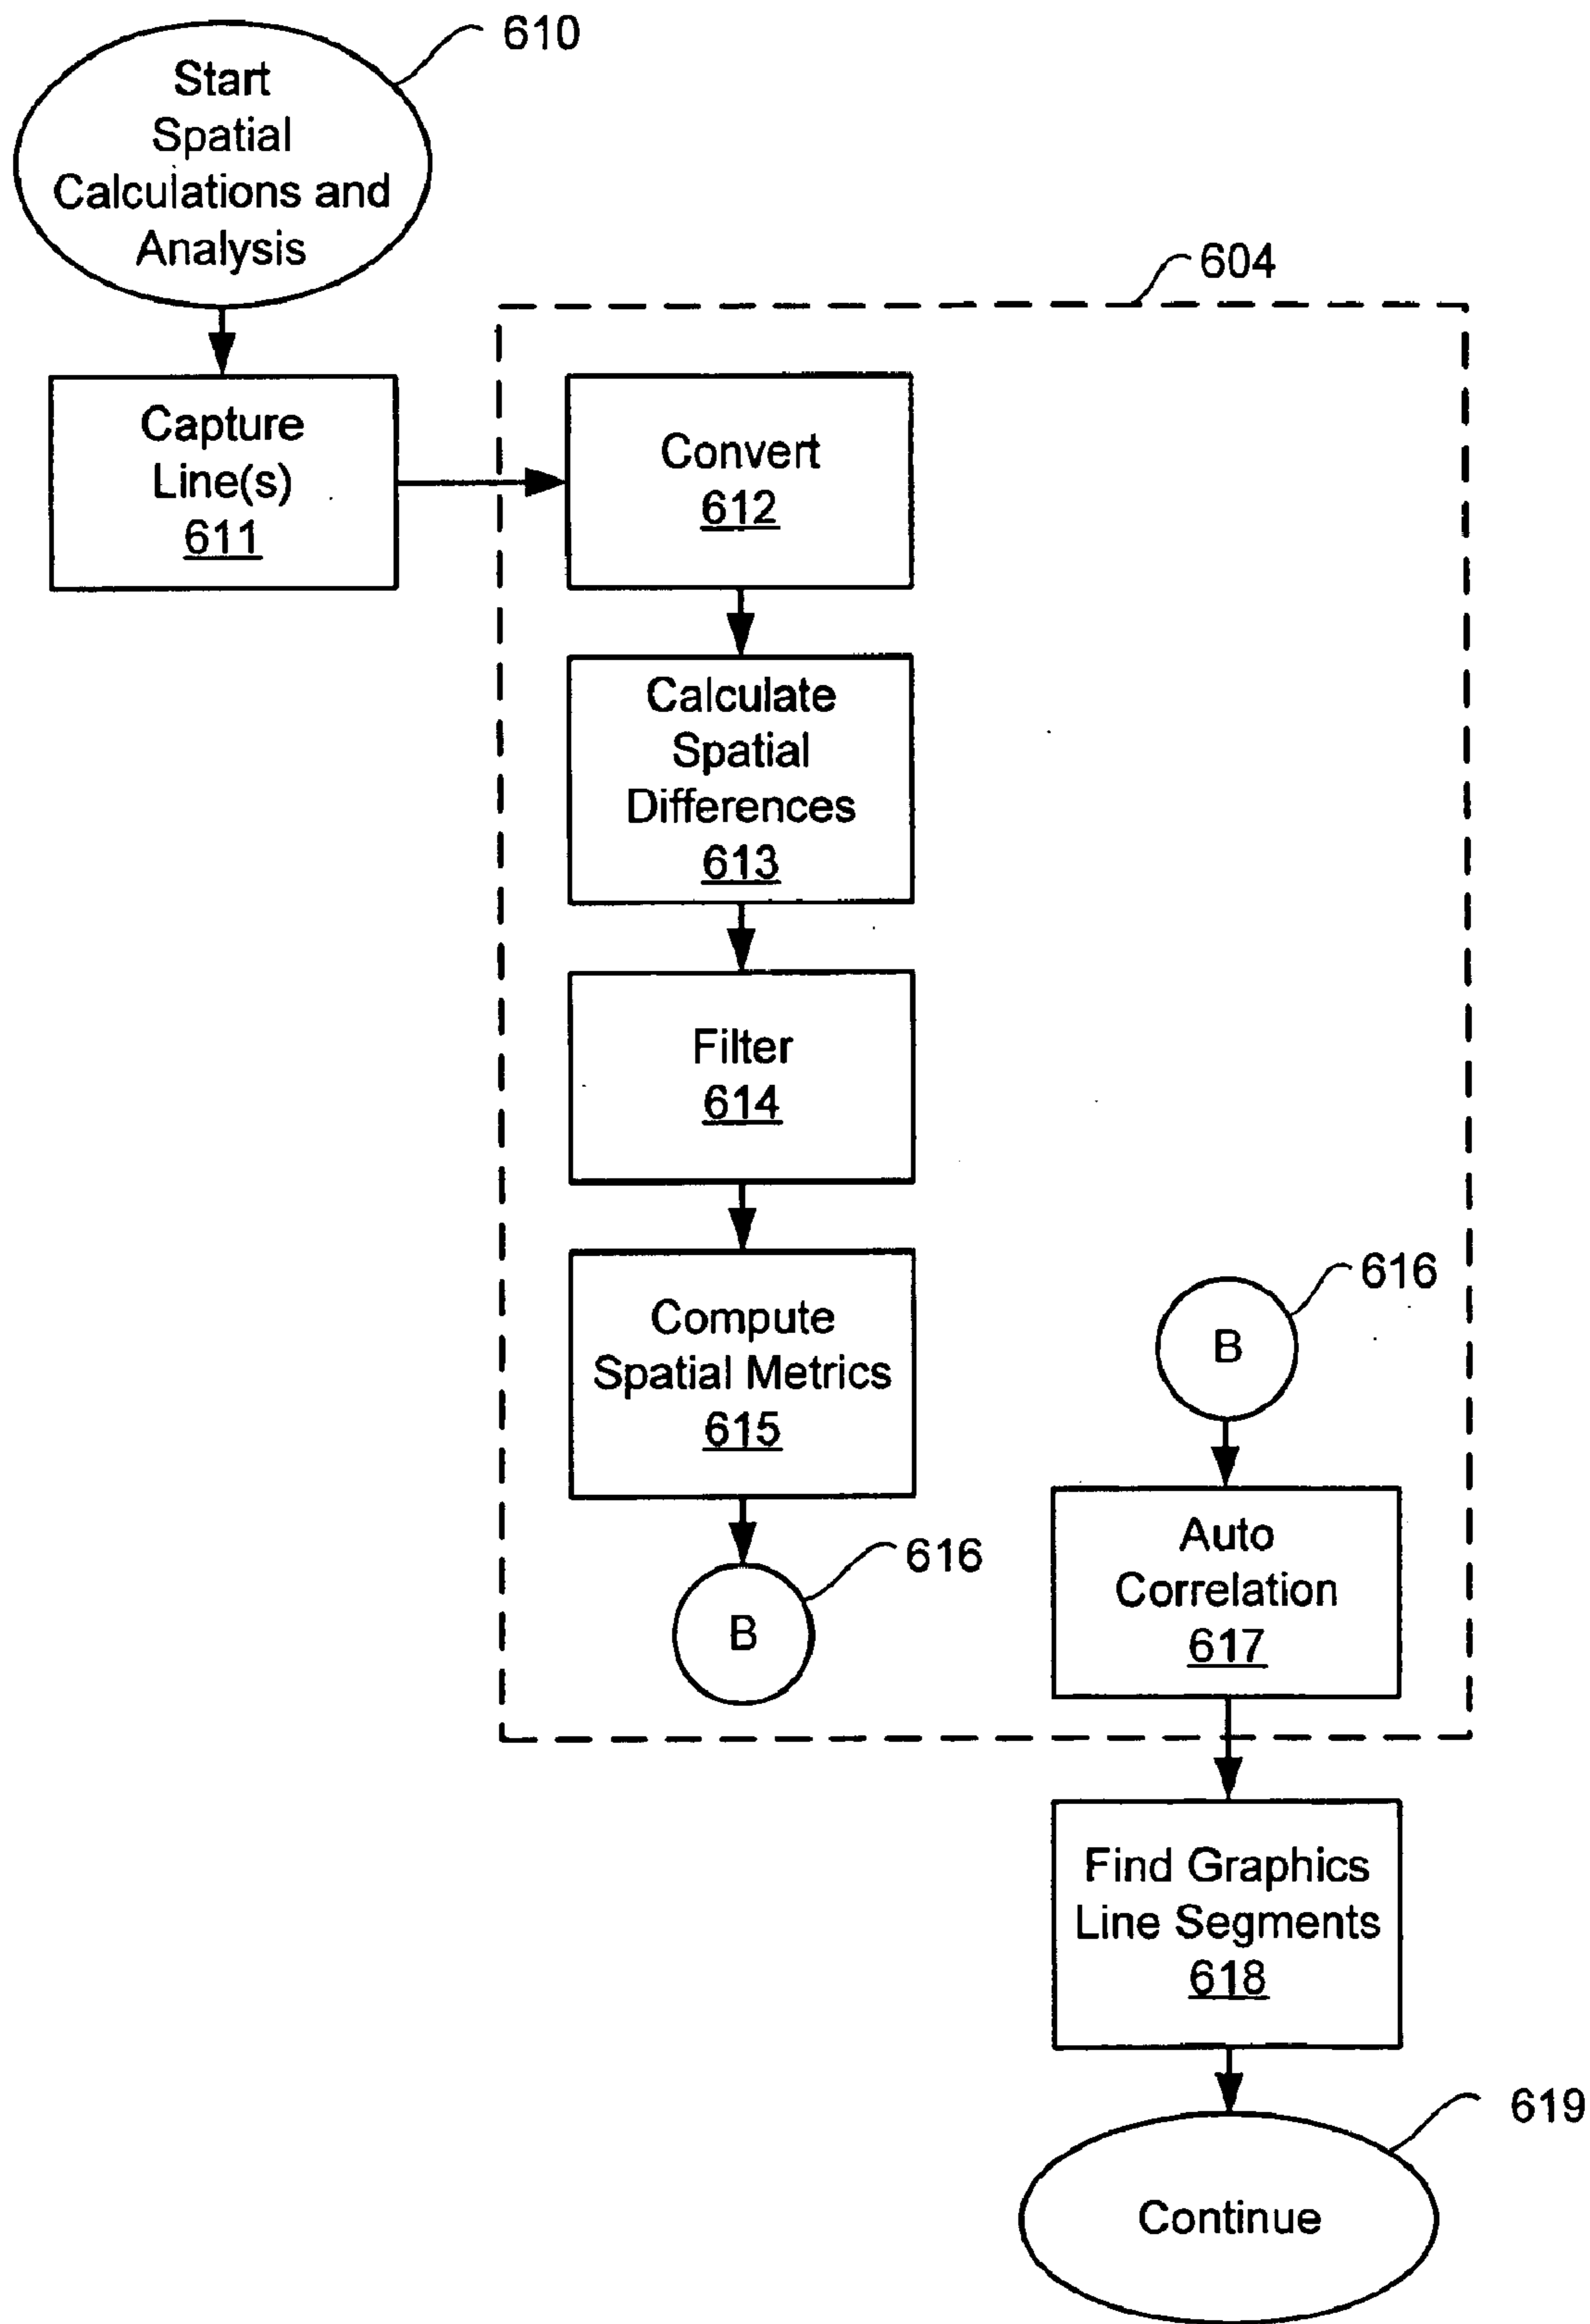 610
Start
Spatial
Calculations and
Analysis
604
Capture
Line(s)
611
Convert
612
Calculate
Spatial
Differences
613
Filter
614
Compute
Spatial Metrics
615
616
B
616
B
Auto
Correlation
617
Find Graphics
Line Segments
618
619
Continue